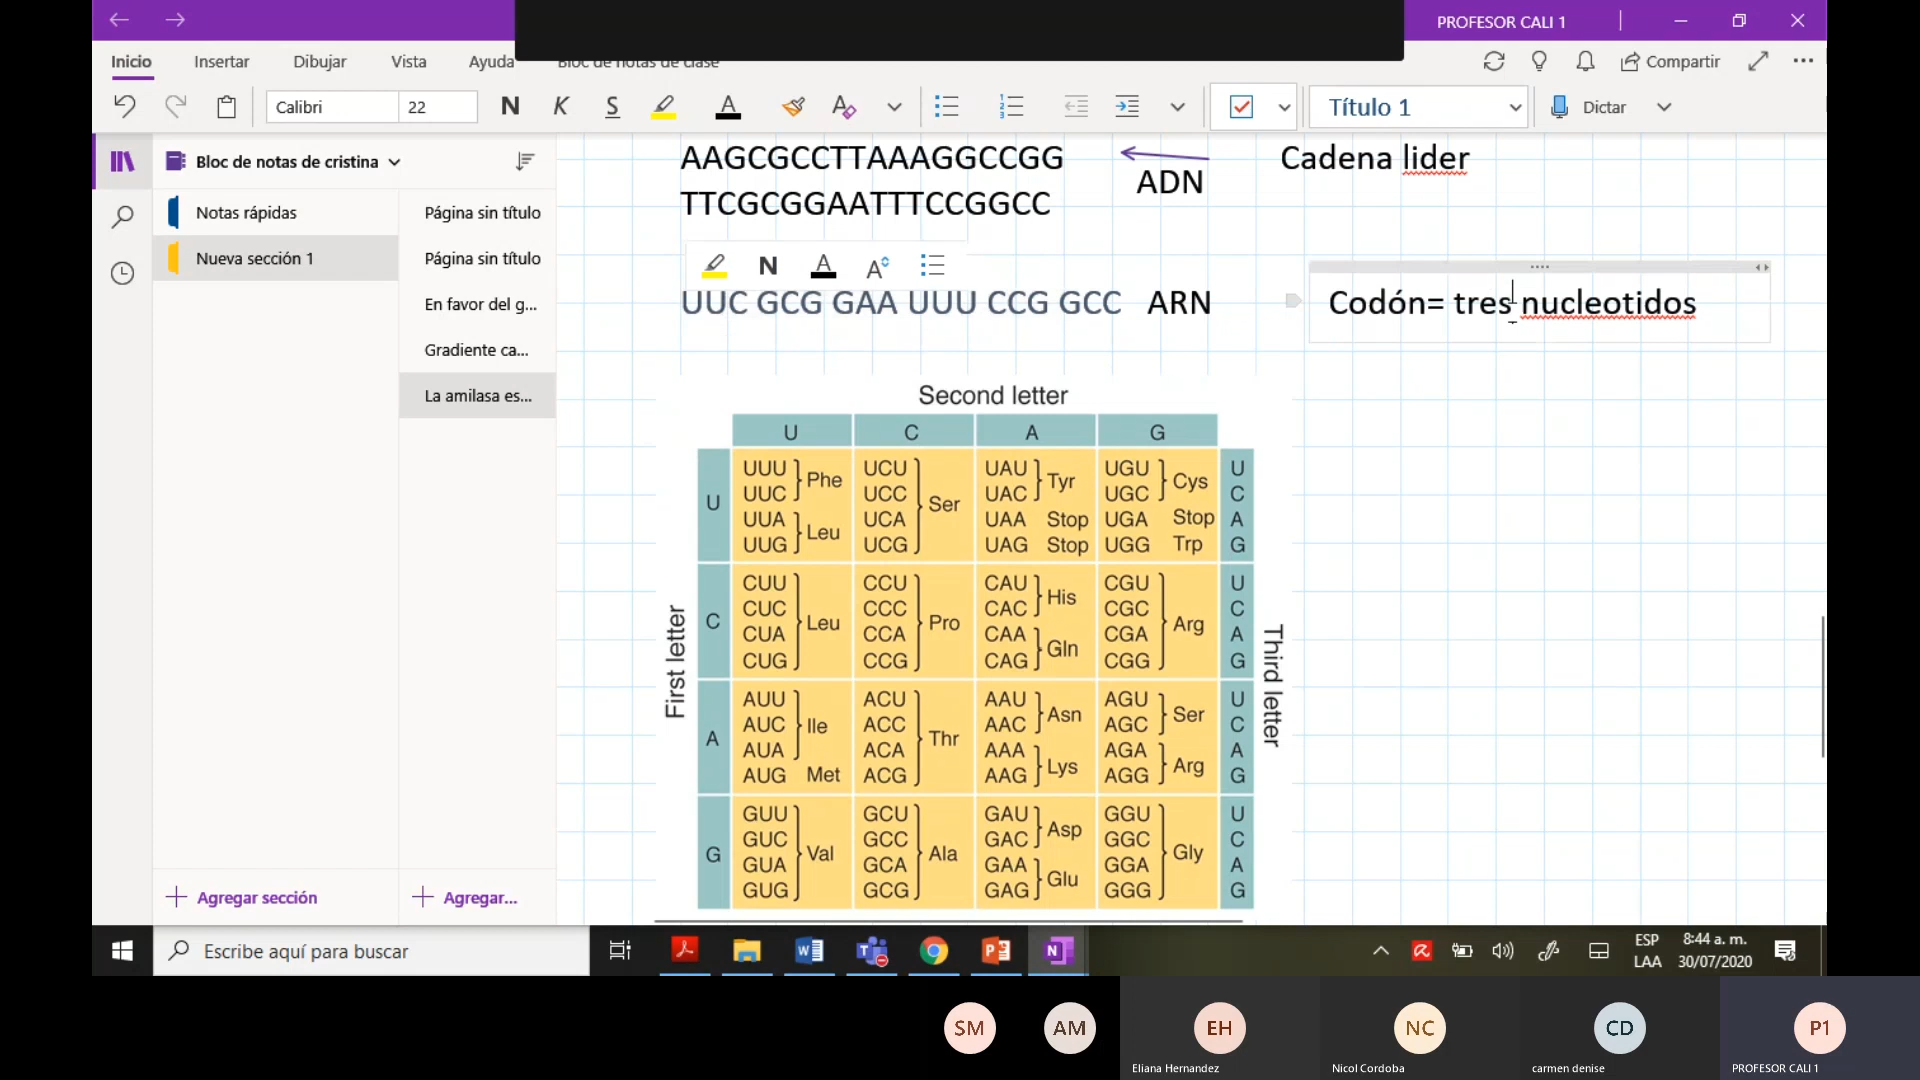 PROFESOR CALI 1
Inicio Insertar Dibujar Vista Ayuda Bloc de notas de clase Compartir
Calibri 22 N K S Título 1 Dictar
Bloc de notas de cristina
Notas rápidas
Nueva sección 1
Página sin título
Página sin título
En favor del g...
Gradiente ca...
La amilasa es...
Agregar sección
Agregar...
AAGCGCCTTAAAGGCCGG
ADN
Cadena lider
TTCGCGGAATTTCCGGCC
N A A
UUC GCG GAA UUU CCG GCC ARN
Codón= tres nucleotidos
Second letter
U C A G
First letter
Third letter
U
UUU UUC Phe UCU UCC UCA UCG Ser UAU UAC Tyr UGU UGC Cys U C
UUA UUG Leu UAA Stop UAG Stop UGA Stop UGG Trp A G
C
CUU CUC CUA CUG Leu CCU CCC CCA CCG Pro CAU CAC His CGU CGC CGA CGG Arg U C
CAA CAG Gln A G
A
AUU AUC AUA Ile ACU ACC ACA ACG Thr AAU AAC Asn AGU AGC Ser U C
AUG Met AAA AAG Lys AGA AGG Arg A G
G
GUU GUC GUA GUG Val GCU GCC GCA GCG Ala GAU GAC Asp GGU GGC GGA GGG Gly U C
GAA GAG Glu A G
Escribe aquí para buscar
ESP
LAA
8:44 a. m.
30/07/2020
SM AM EH NC CD P1
Eliana Hernandez Nicol Cordoba carmen denise PROFESOR CALI 1